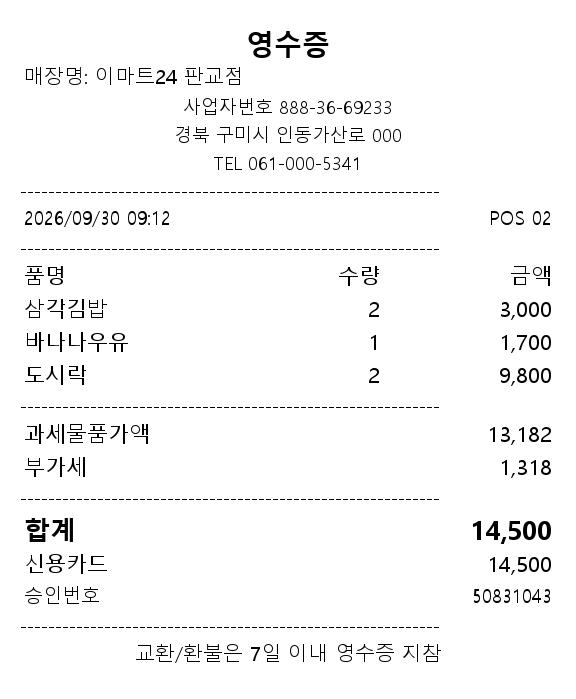 영수증
매장명: 이마트24 판교점
사업자번호 888-36-69233
경북 구미시 인동가산로 000
TEL 061-000-5341
2026/09/30 09:12 POS 02
품명 수량 금액
삼각김밥 2 3,000
바나나우유 1 1,700
도시락 2 9,800
과세물품가액 13,182
부가세 1,318
합계 14,500
신용카드 14,500
승인번호 50831043
교환/환불은 7일 이내 영수증 지참